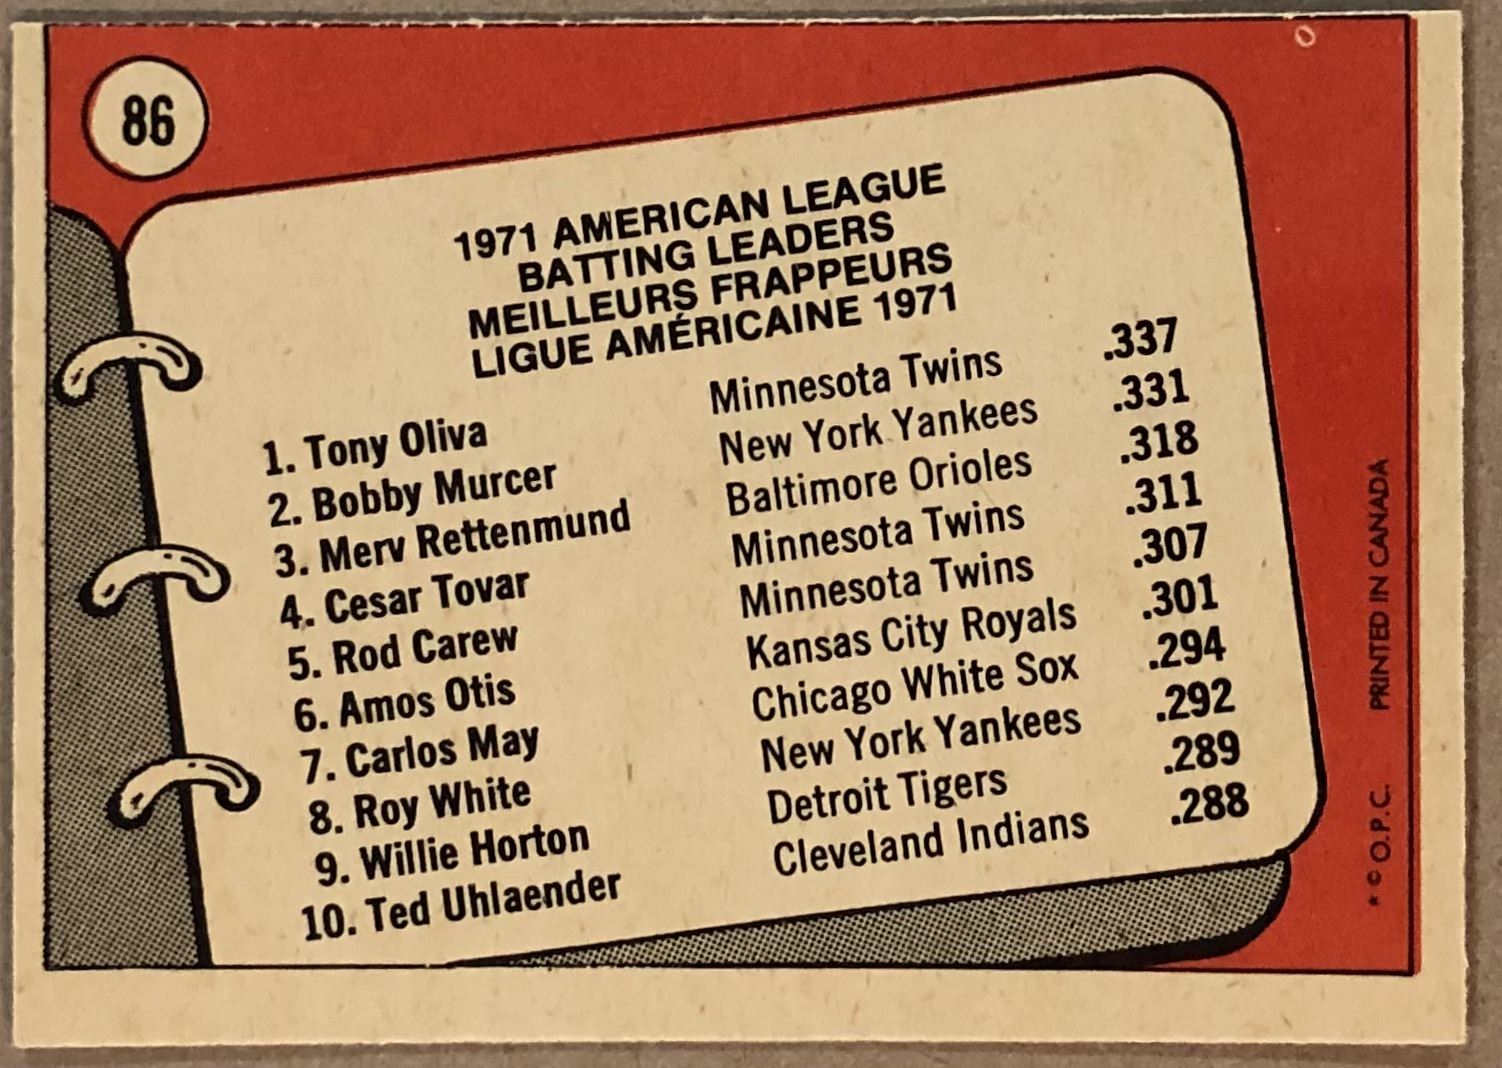 86
1971 AMERICAN LEAGUE
BATTING LEADERS
MEILLEURS FRAPPEURS
LIGUE AMÉRICAINE 1971
1. Tony Oliva Minnesota Twins .337
2. Bobby Murcer New York Yankees .331
3. Merv Rettenmund Baltimore Orioles .318
4. Cesar Tovar Minnesota Twins .311
5. Rod Carew Minnesota Twins .307
6. Amos Otis Kansas City Royals .301
7. Carlos May Chicago White Sox .294
8. Roy White New York Yankees .292
9. Willie Horton Detroit Tigers .289
10. Ted Uhlaender Cleveland Indians .288
* © O.P.C. PRINTED IN CANADA